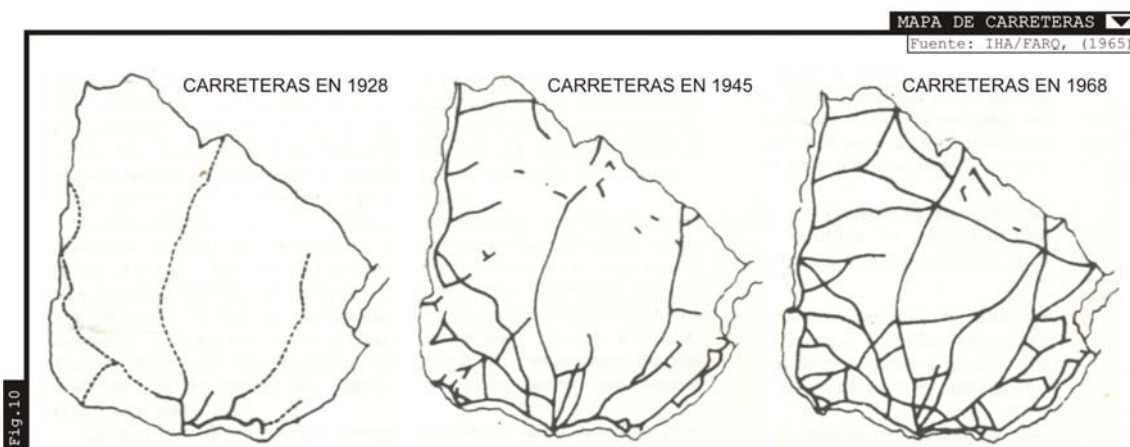 MAPA DE CARRETERAS
Fuente: IHA/FARQ, (1965)
CARRETERAS EN 1928
CARRETERAS EN 1945
CARRETERAS EN 1968
Fig.10